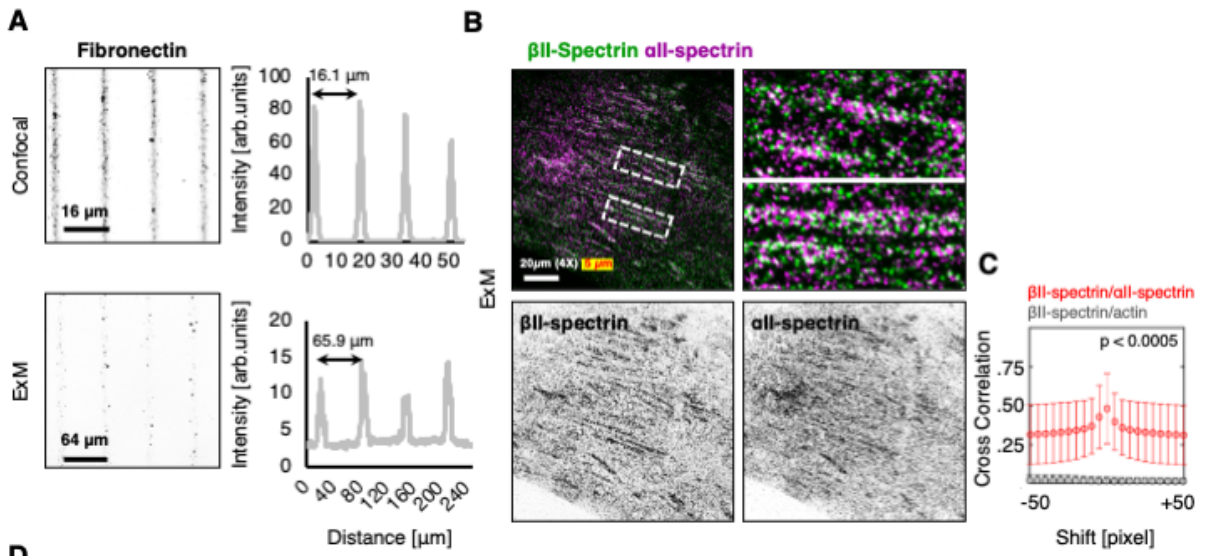 A
Fibronectin
Confocal
16 µm
Intensity [arb.units]
100
80
60
40
20
0
16.1 µm
0 10 20 30 40 50
ExM
64 µm
Intensity [arb.units]
20
15
10
5
0
65.9 µm
0 40 80 120 160 200 240
Distance [µm]
B
βII-Spectrin αII-spectrin
ExM
20µm (4X) 5 µm
βII-spectrin
αII-spectrin
C
βII-spectrin/αII-spectrin
βII-spectrin/actin
p < 0.0005
Cross Correlation
.75
.50
.25
-50 +50
Shift [pixel]
D